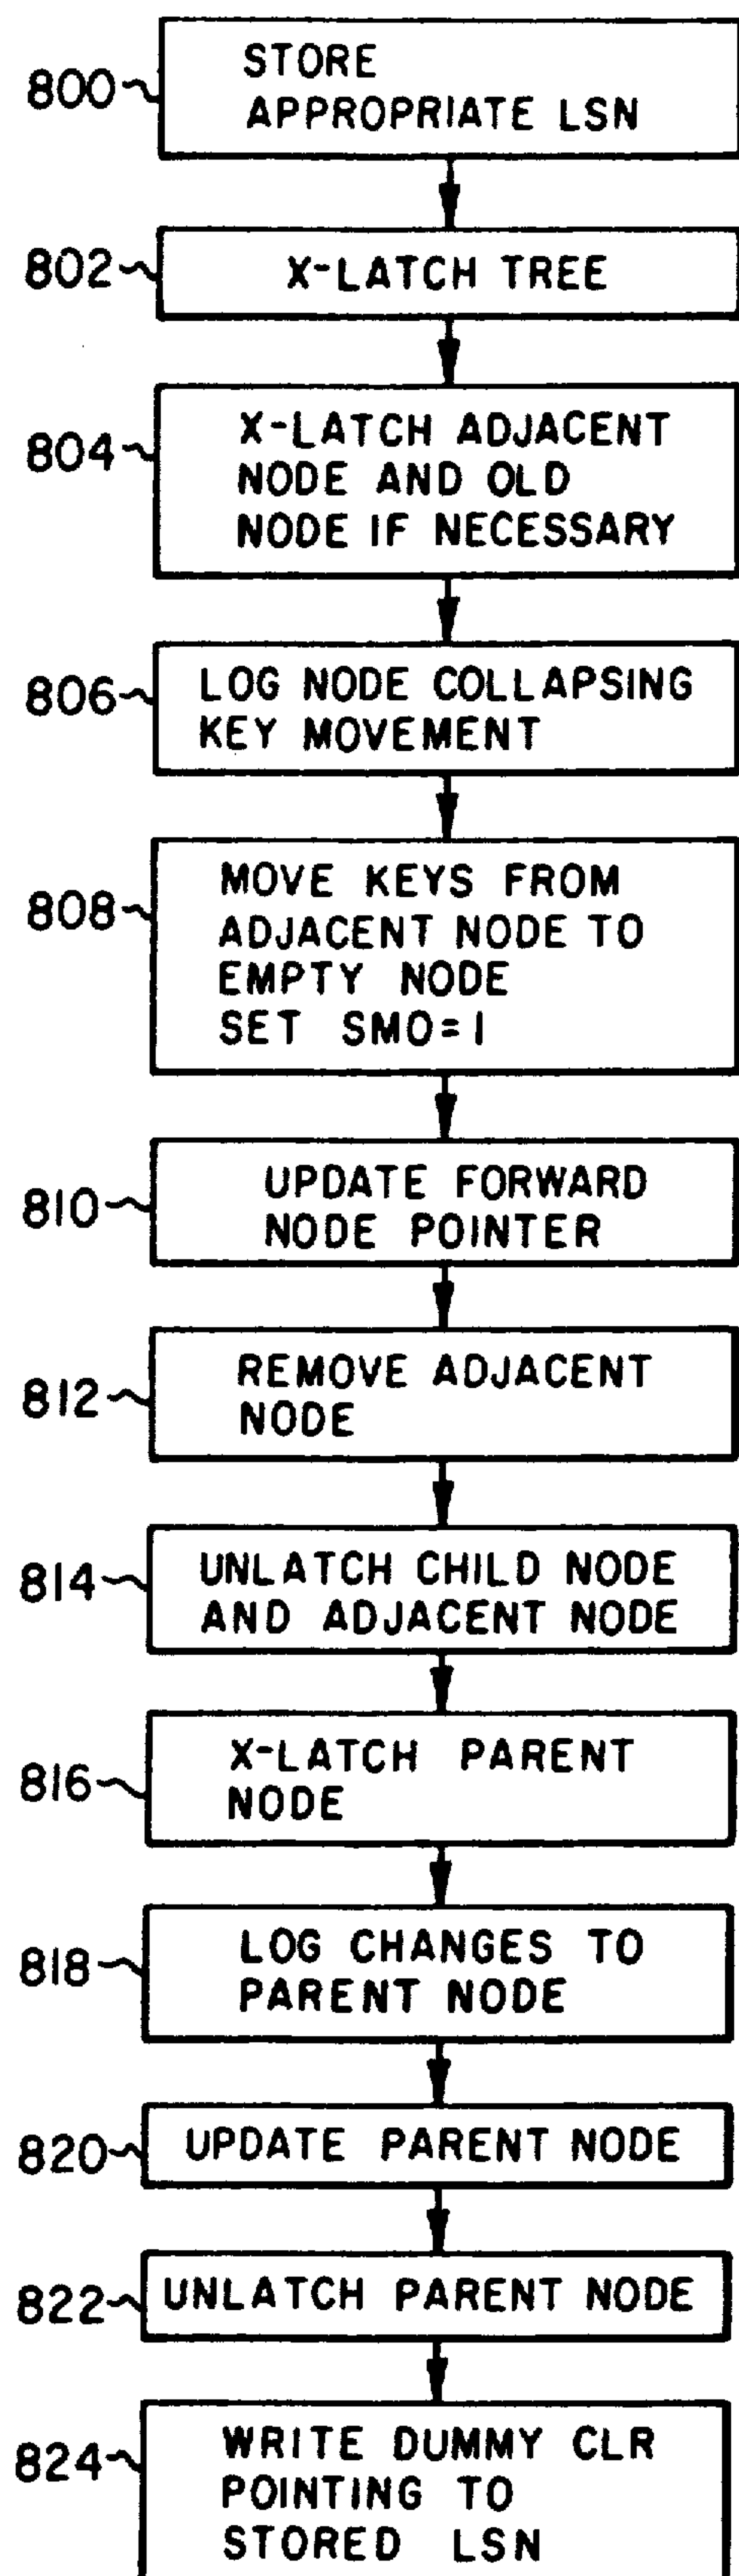 800
STORE
APPROPRIATE LSN
802
X-LATCH TREE
804
X-LATCH ADJACENT
NODE AND OLD
NODE IF NECESSARY
806
LOG NODE COLLAPSING
KEY MOVEMENT
808
MOVE KEYS FROM
ADJACENT NODE TO
EMPTY NODE
SET SMO=1
810
UPDATE FORWARD
NODE POINTER
812
REMOVE ADJACENT
NODE
814
UNLATCH CHILD NODE
AND ADJACENT NODE
816
X-LATCH PARENT
NODE
818
LOG CHANGES TO
PARENT NODE
820
UPDATE PARENT NODE
822
UNLATCH PARENT NODE
824
WRITE DUMMY CLR
POINTING TO
STORED LSN